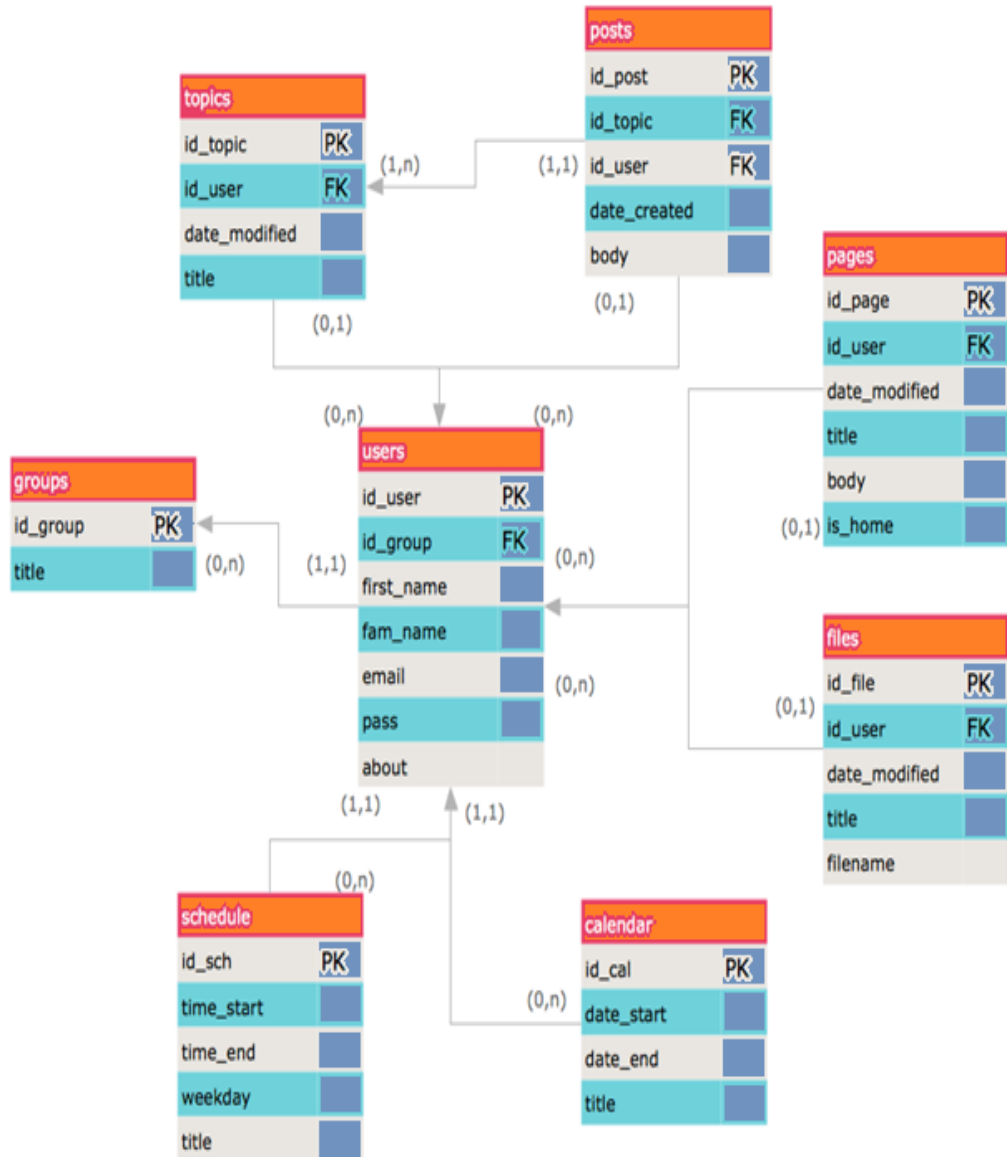 posts
id_post PK
id_topic FK
id_user FK
date_created
body
topics
id_topic PK
id_user FK
date_modified
title
(1,n)
(1,1)
(0,1)
(0,1)
pages
id_page PK
id_user FK
date_modified
title
body
is_home
(0,n)
(0,n)
users
id_user PK
id_group FK
first_name
fam_name
email
pass
about
groups
id_group PK
title
(0,n)
(1,1)
(0,n)
(0,1)
(0,n)
(0,1)
files
id_file PK
id_user FK
date_modified
title
filename
(1,1)
(1,1)
(0,n)
schedule
id_sch PK
time_start
time_end
weekday
title
(0,n)
calendar
id_cal PK
date_start
date_end
title